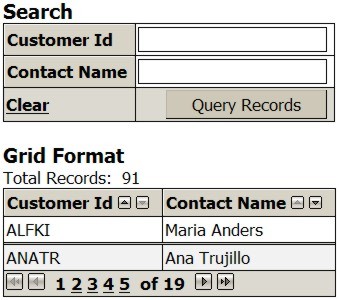 Search
Customer Id
Contact Name
Clear Query Records
Grid Format
Total Records: 91
Customer Id Contact Name
ALFKI Maria Anders
ANATR Ana Trujillo
1 2 3 4 5 of 19